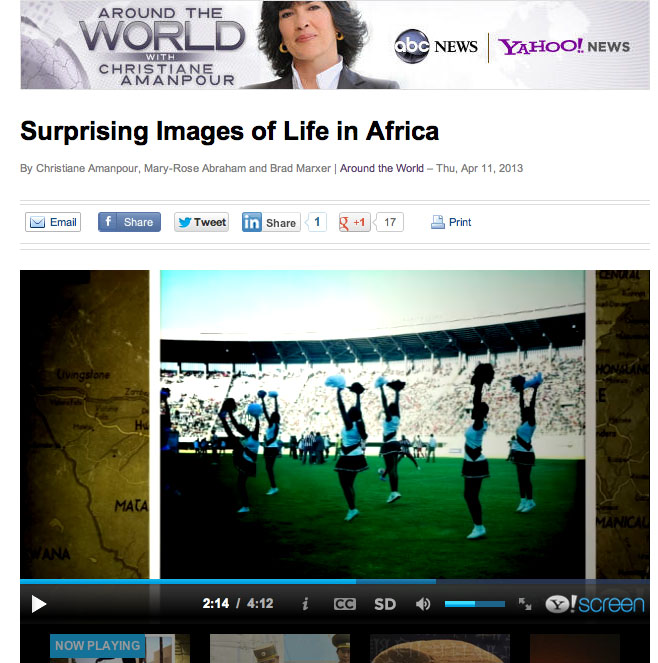 AROUND THE
WORLD
WITH
CHRISTIANE
AMANPOUR
abc NEWS
YAHOO! NEWS
Surprising Images of Life in Africa
By Christiane Amanpour, Mary-Rose Abraham and Brad Marxer | Around the World – Thu, Apr 11, 2013
Email
f Share
Tweet
in Share 1
g +1 17
Print
CENTRAL
Livingstone
MATA
MANICAL
2:14 / 4:12
i
CC
SD
Y! screen
NOW PLAYING